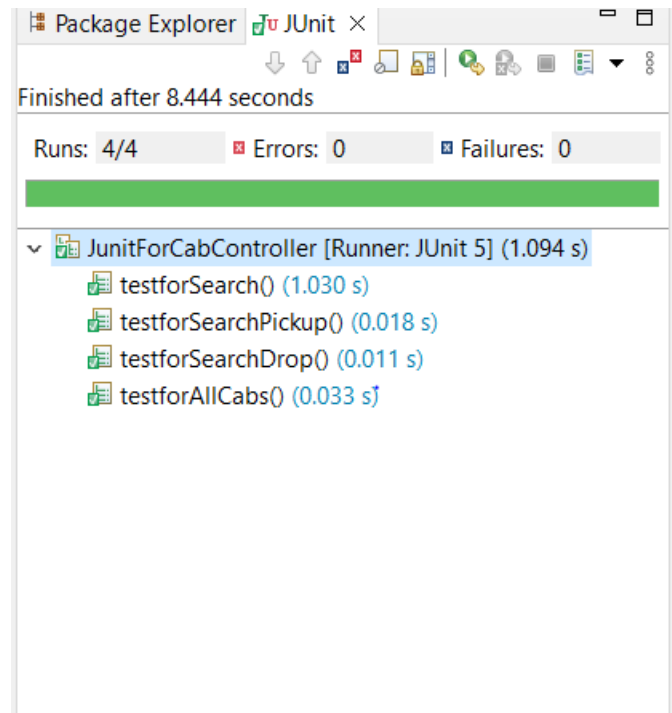 Package Explorer JUnit
Finished after 8.444 seconds
Runs: 4/4 Errors: 0 Failures: 0
JunitForCabController [Runner: JUnit 5] (1.094 s)
testforSearch() (1.030 s)
testforSearchPickup() (0.018 s)
testforSearchDrop() (0.011 s)
testforAllCabs() (0.033 s)